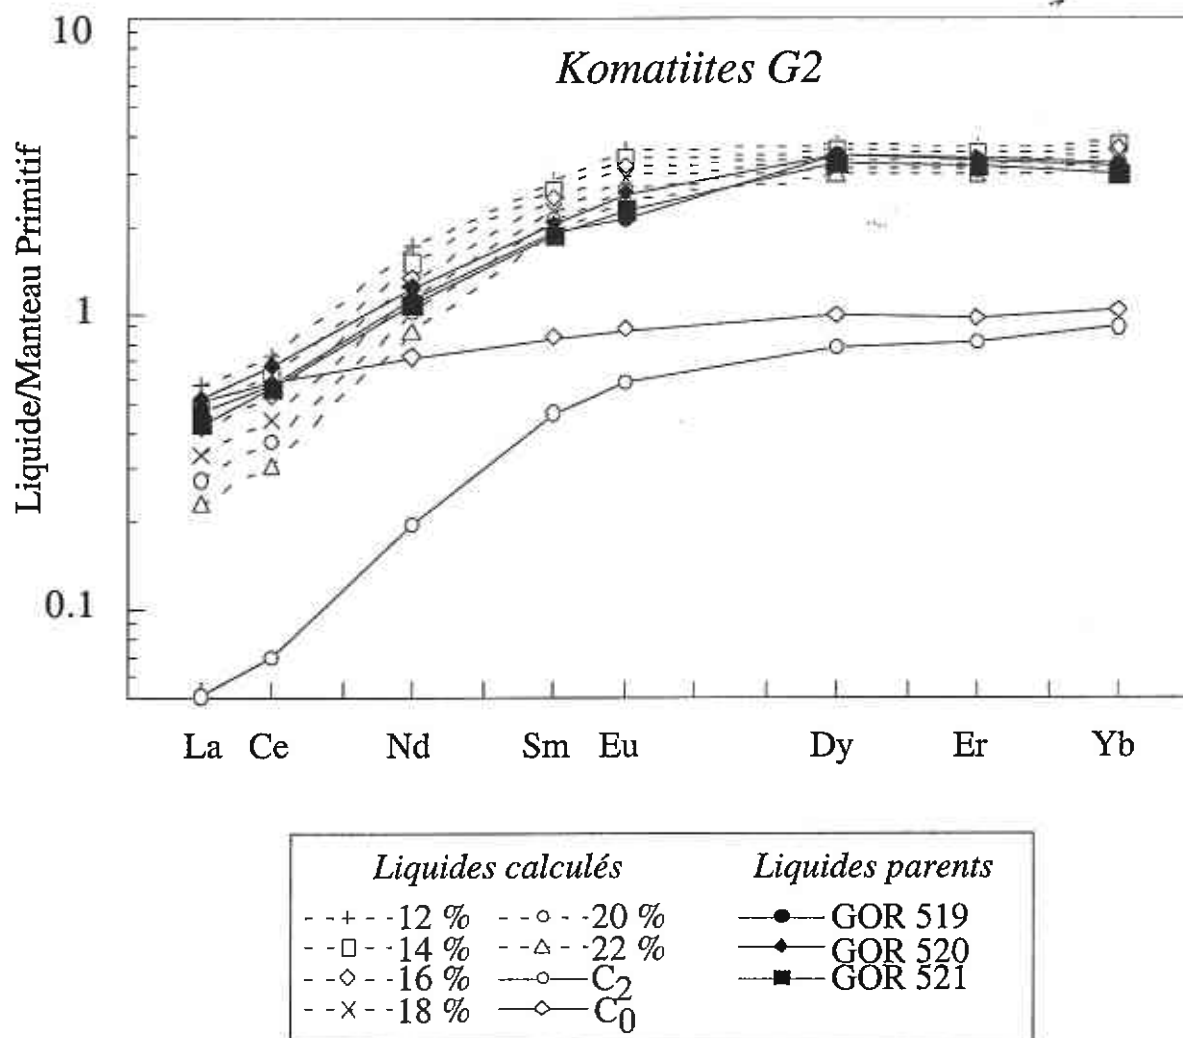 Komatiites G2
Liquide/Manteau Primitif
10
1
0.1
La Ce Nd Sm Eu Dy Er Yb
Liquides calculés Liquides parents
12 % 20 % GOR 519
14 % 22 % GOR 520
16 % C2 GOR 521
18 % C0